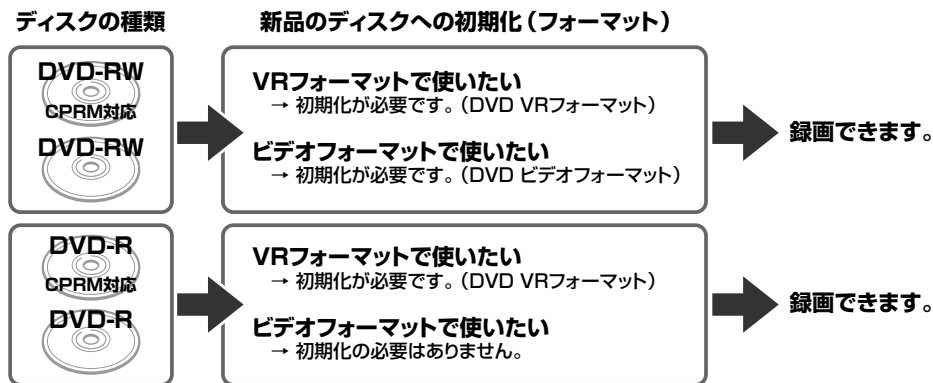 ディスクの種類
新品のディスクへの初期化（フォーマット）
DVD-RW
CPRM対応
DVD-RW
VRフォーマットで使いたい
→ 初期化が必要です。（DVD VRフォーマット）
ビデオフォーマットで使いたい
→ 初期化が必要です。（DVD ビデオフォーマット）
録画できます。
DVD-R
CPRM対応
DVD-R
VRフォーマットで使いたい
→ 初期化が必要です。（DVD VRフォーマット）
ビデオフォーマットで使いたい
→ 初期化の必要はありません。
録画できます。